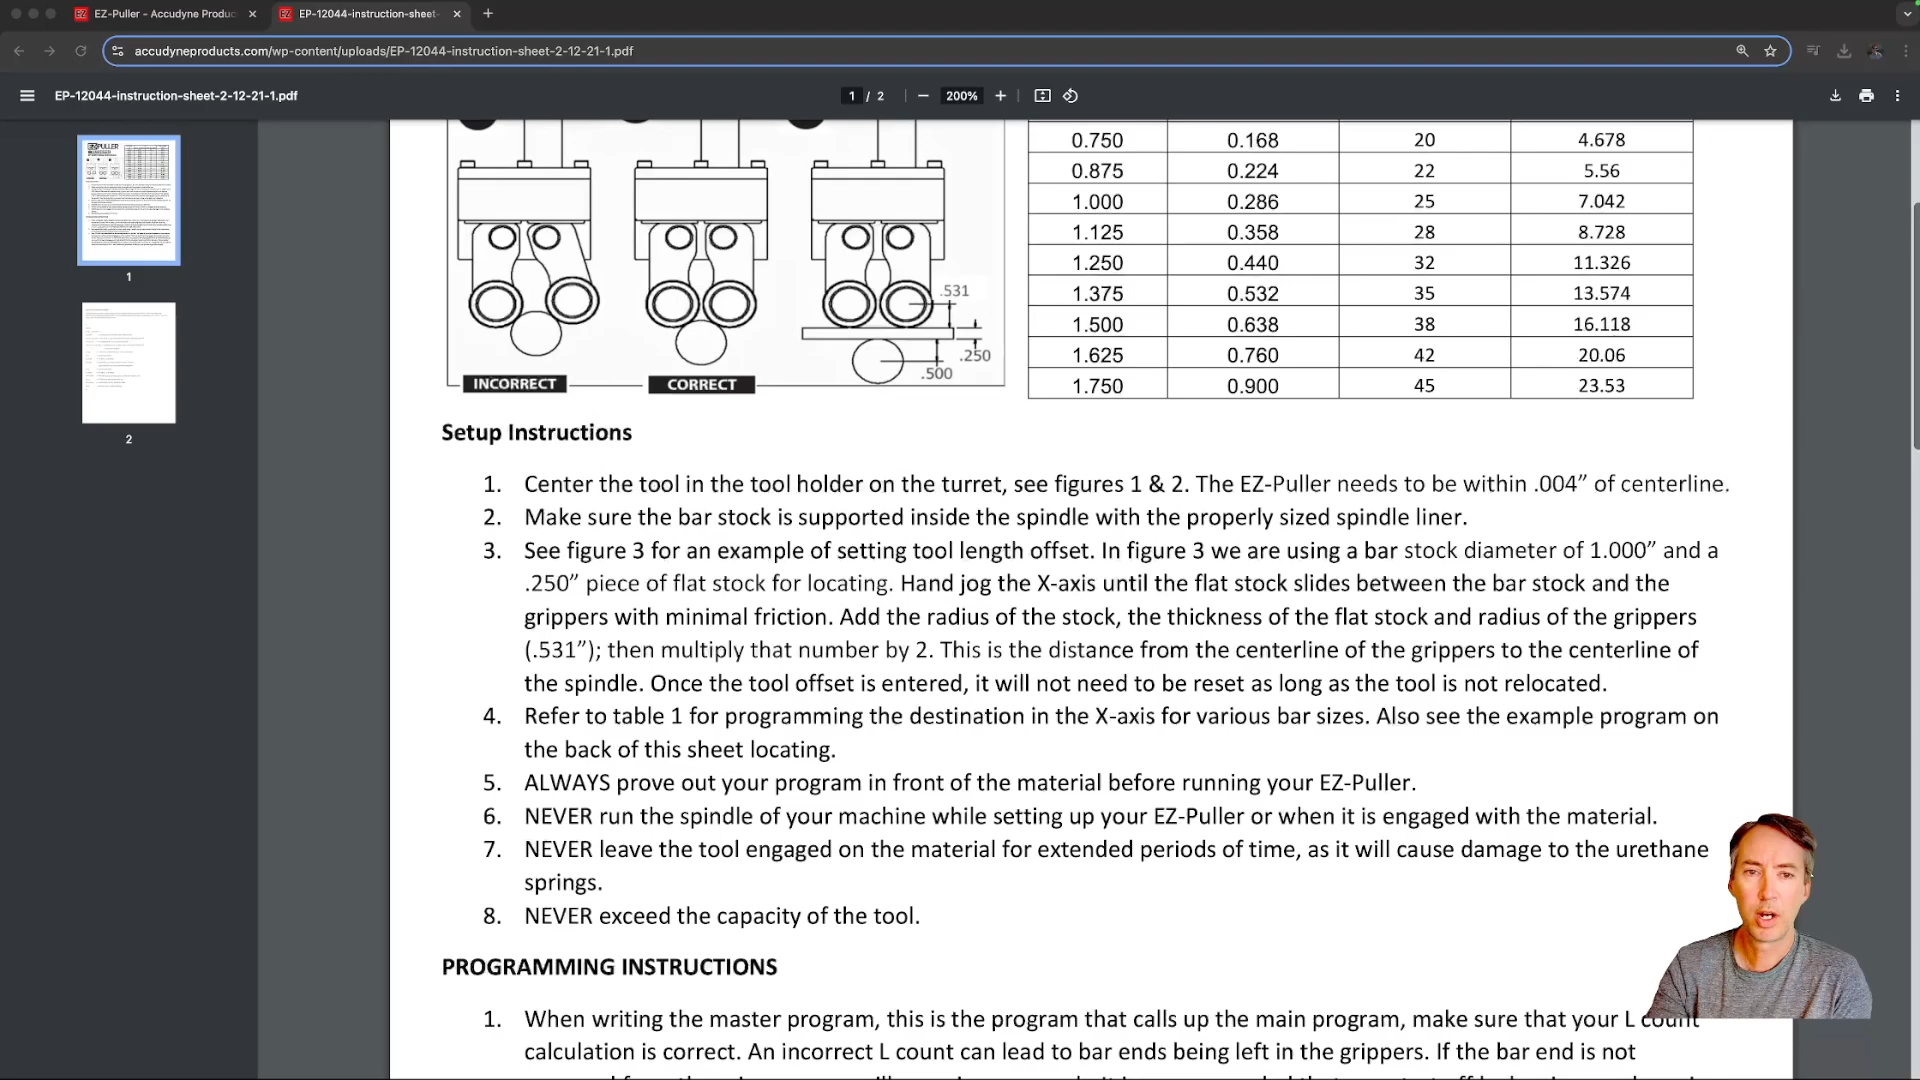 EZ EZ-Puller - Accudyne Produc
EZ EP-12044-instruction-sheet-
accudyneproducts.com/wp-content/uploads/EP-12044-instruction-sheet-2-12-21-1.pdf
EP-12044-instruction-sheet-2-12-21-1.pdf
1 / 2
200%
1
2
.531
.250
.500
INCORRECT
CORRECT
0.750 0.168 20 4.678
0.875 0.224 22 5.56
1.000 0.286 25 7.042
1.125 0.358 28 8.728
1.250 0.440 32 11.326
1.375 0.532 35 13.574
1.500 0.638 38 16.118
1.625 0.760 42 20.06
1.750 0.900 45 23.53
Setup Instructions
1. Center the tool in the tool holder on the turret, see figures 1 & 2. The EZ-Puller needs to be within .004” of centerline.
2. Make sure the bar stock is supported inside the spindle with the properly sized spindle liner.
3. See figure 3 for an example of setting tool length offset. In figure 3 we are using a bar stock diameter of 1.000” and a
.250” piece of flat stock for locating. Hand jog the X-axis until the flat stock slides between the bar stock and the
grippers with minimal friction. Add the radius of the stock, the thickness of the flat stock and radius of the grippers
(.531”); then multiply that number by 2. This is the distance from the centerline of the grippers to the centerline of
the spindle. Once the tool offset is entered, it will not need to be reset as long as the tool is not relocated.
4. Refer to table 1 for programming the destination in the X-axis for various bar sizes. Also see the example program on
the back of this sheet locating.
5. ALWAYS prove out your program in front of the material before running your EZ-Puller.
6. NEVER run the spindle of your machine while setting up your EZ-Puller or when it is engaged with the material.
7. NEVER leave the tool engaged on the material for extended periods of time, as it will cause damage to the urethane
springs.
8. NEVER exceed the capacity of the tool.
PROGRAMMING INSTRUCTIONS
1. When writing the master program, this is the program that calls up the main program, make sure that your L count
calculation is correct. An incorrect L count can lead to bar ends being left in the grippers. If the bar end is not